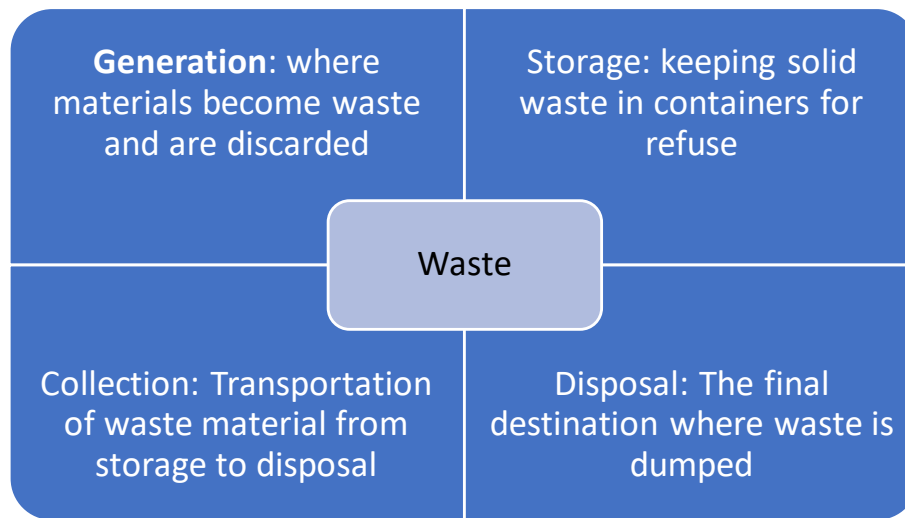 Generation: where
materials become waste
and are discarded
Storage: keeping solid
waste in containers for
refuse
Waste
Collection: Transportation
of waste material from
storage to disposal
Disposal: The final
destination where waste is
dumped